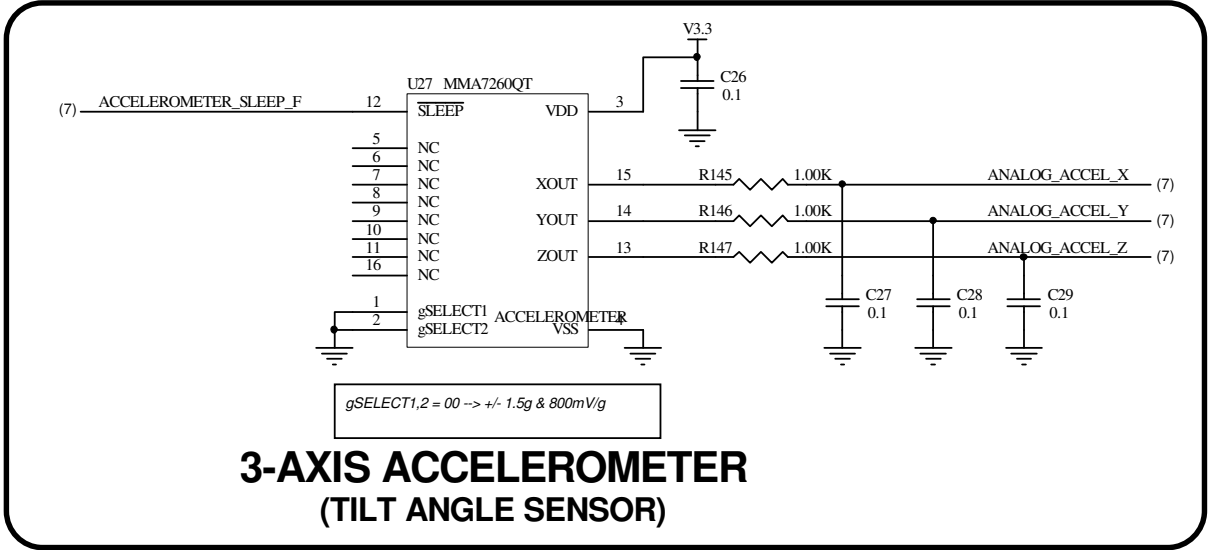 V3.3
C26
0.1
U27 MMA7260QT
(7) ACCELEROMETER_SLEEP_F 12 SLEEP VDD 3
5 NC
6 NC
7 NC XOUT 15 R145 1.00K ANALOG_ACCEL_X (7)
8 NC
9 NC YOUT 14 R146 1.00K ANALOG_ACCEL_Y (7)
10 NC
11 NC ZOUT 13 R147 1.00K ANALOG_ACCEL_Z (7)
16 NC
C27 C28 C29
0.1 0.1 0.1
1 gSELECT1 ACCELEROMETER
2 gSELECT2 VSS 4
gSELECT1,2 = 00 --> +/- 1.5g & 800mV/g
3-AXIS ACCELEROMETER
(TILT ANGLE SENSOR)